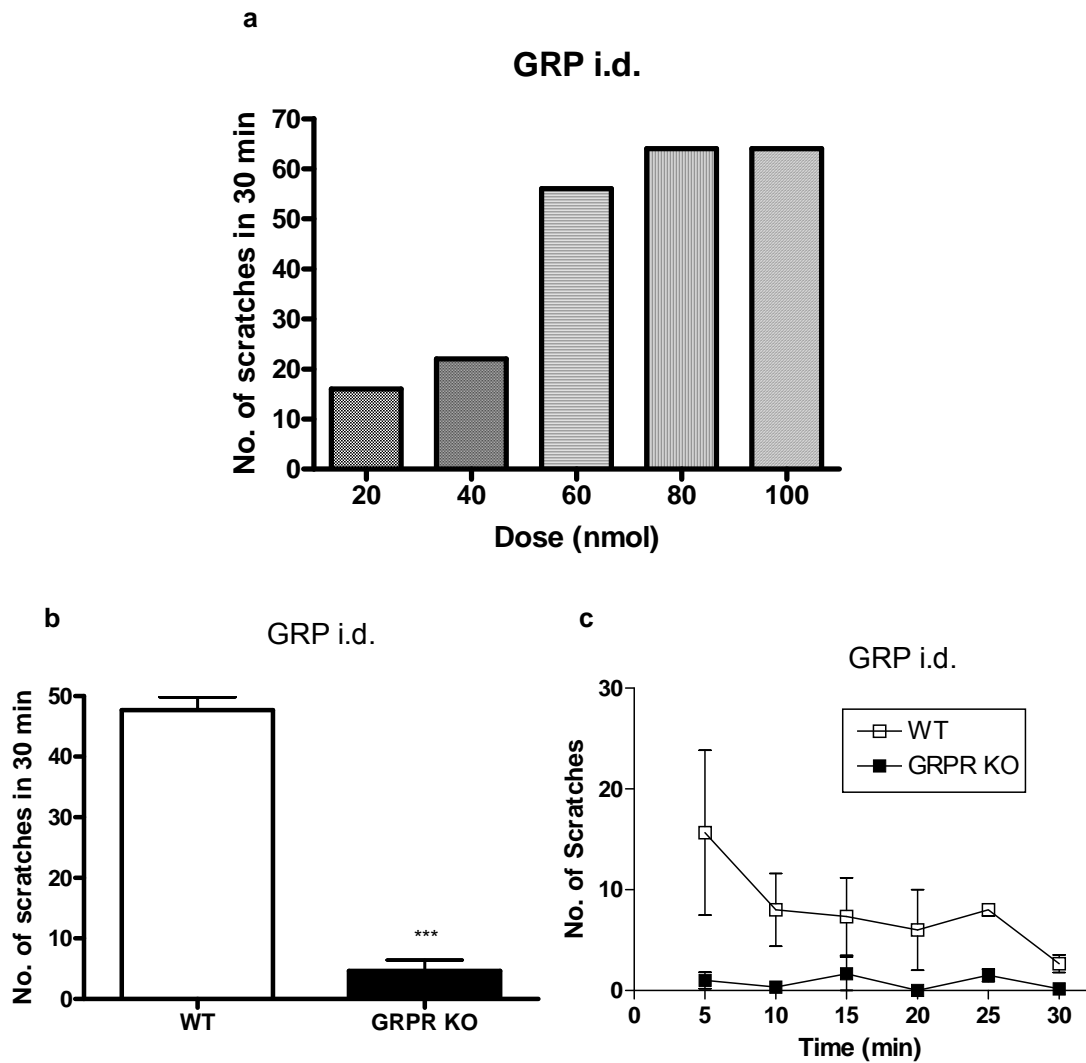 a
GRP i.d.
No. of scratches in 30 min
70
60
50
40
30
20
10
0
20 40 60 80 100
Dose (nmol)
b
GRP i.d.
No. of scratches in 30 min
50
40
30
20
10
0
***
WT GRPR KO
c
GRP i.d.
No. of Scratches
30
20
10
0
WT
GRPR KO
0 5 10 15 20 25 30
Time (min)